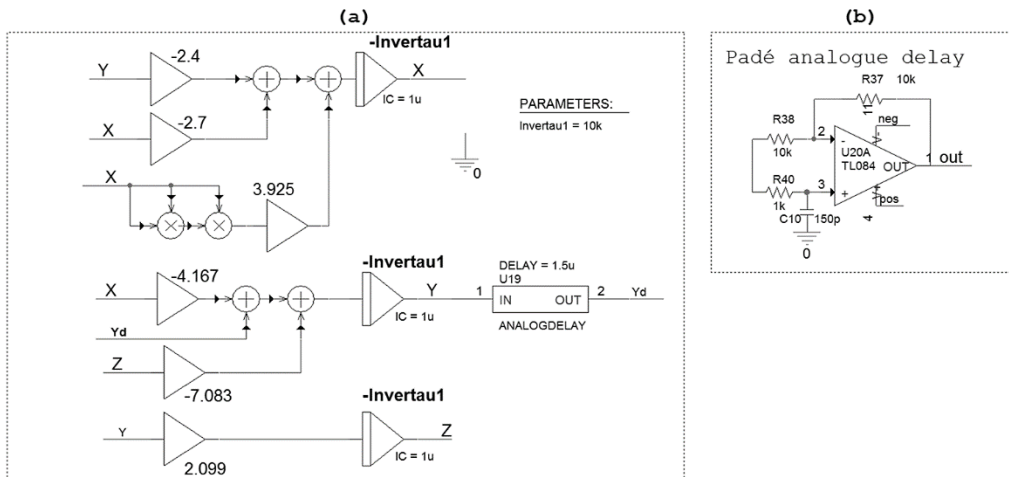 (a)
-Invertau1
-2.4
Y
X
IC = 1u
-2.7
X
PARAMETERS:
Invertau1 = 10k
0
X
3.925
-Invertau1
-4.167
X
Y
IC = 1u
DELAY = 1.5u
U19
1
IN
OUT
2
Yd
ANALOGDELAY
Yd
Z
-7.083
-Invertau1
Y
Z
IC = 1u
2.099
(b)
Padé analogue delay
R37 10k
11
neg
V-
R38
10k
2
-
U20A
TL084
OUT
1
out
R40
1k
3
+
C10
150p
4
V+
pos
0